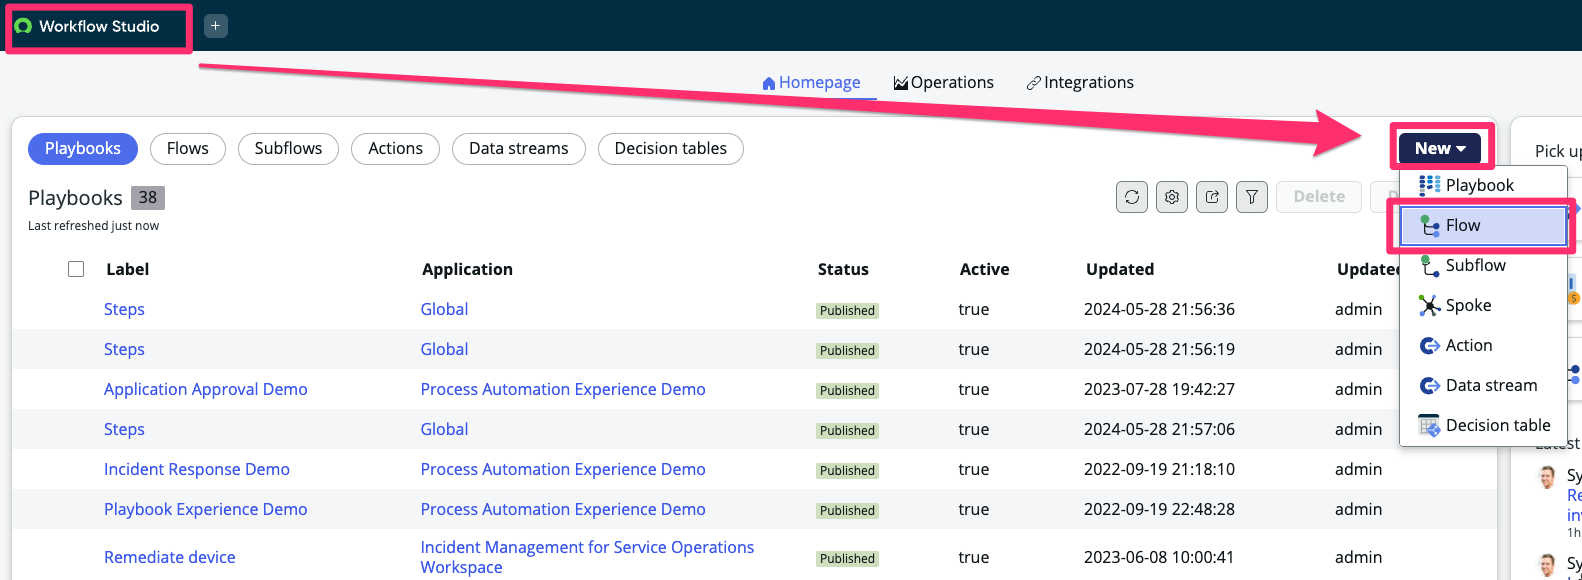 Workflow Studio +
Homepage Operations Integrations
Playbooks Flows Subflows Actions Data streams Decision tables New
Pick up
Playbooks 38
Last refreshed just now
Delete
Playbook
Flow
Subflow
Spoke
Action
Data stream
Decision table
Label Application Status Active Updated Updated
Steps Global Published true 2024-05-28 21:56:36 admin
Steps Global Published true 2024-05-28 21:56:19 admin
Application Approval Demo Process Automation Experience Demo Published true 2023-07-28 19:42:27 admin
Steps Global Published true 2024-05-28 21:57:06 admin
Incident Response Demo Process Automation Experience Demo Published true 2022-09-19 21:18:10 admin
Playbook Experience Demo Process Automation Experience Demo Published true 2022-09-19 22:48:28 admin
Remediate device Incident Management for Service Operations
Workspace Published true 2023-06-08 10:00:41 admin
Latest
Sy
Re
in
1h
Sy